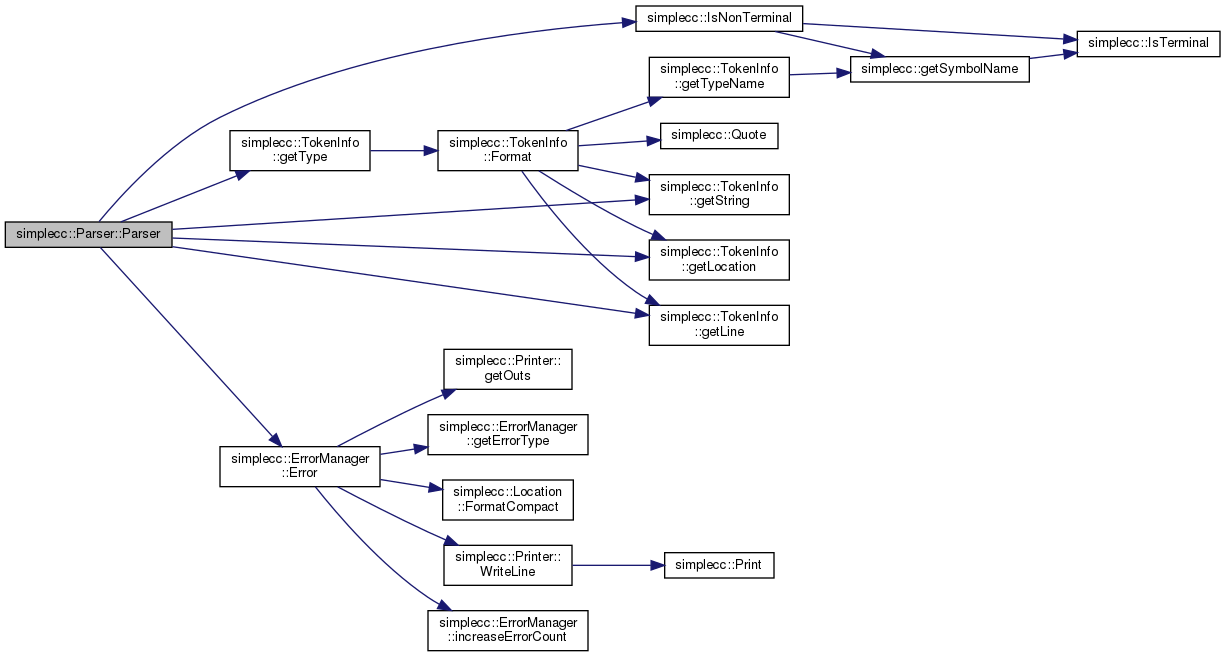 simplecc::Parser::Parser
simplecc::TokenInfo
::getType
simplecc::ErrorManager
::Error
simplecc::TokenInfo
::Format
simplecc::Printer::
getOuts
simplecc::ErrorManager
::getErrorType
simplecc::Location
::FormatCompact
simplecc::Printer::
WriteLine
simplecc::ErrorManager
::increaseErrorCount
simplecc::IsNonTerminal
simplecc::TokenInfo
::getTypeName
simplecc::Quote
simplecc::TokenInfo
::getString
simplecc::TokenInfo
::getLocation
simplecc::TokenInfo
::getLine
simplecc::Print
simplecc::getSymbolName
simplecc::IsTerminal